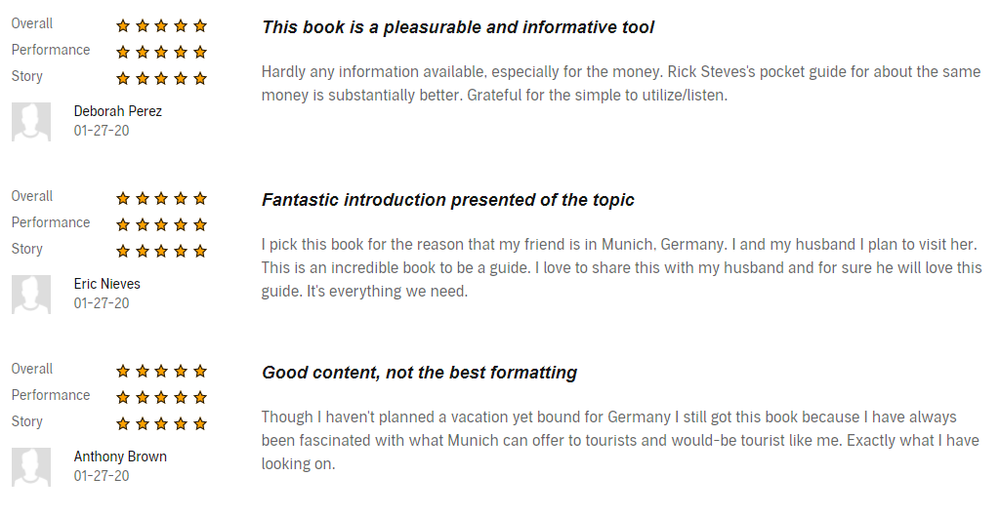 Overall
This book is a pleasurable and informative tool
Performance
Hardly any information available, especially for the money. Rick Steves's pocket guide for about the same
Story
money is substantially better. Grateful for the simple to utilize/listen.
Deborah Perez
01-27-20
Overall
Fantastic introduction presented of the topic
Performance
I pick this book for the reason that my friend is in Munich, Germany. I and my husband I plan to visit her.
Story
This is an incredible book to be a guide. I love to share this with my husband and for sure he will love this
guide. It's everything we need.
Eric Nieves
01-27-20
Overall
Good content, not the best formatting
Performance
Though I haven't planned a vacation yet bound for Germany I still got this book because I have always
Story
been fascinated with what Munich can offer to tourists and would-be tourist like me. Exactly what I have
looking on.
Anthony Brown
01-27-20